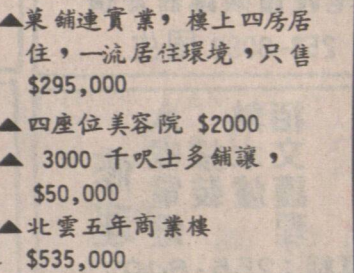 ▲菓舖連實業，樓上四房居
住，一流居住環境，只售
$295,000
▲四座位美容院 $2000
▲ 3000 千呎士多舖讓，
$50,000
▲北雲五年商業樓
$535,000